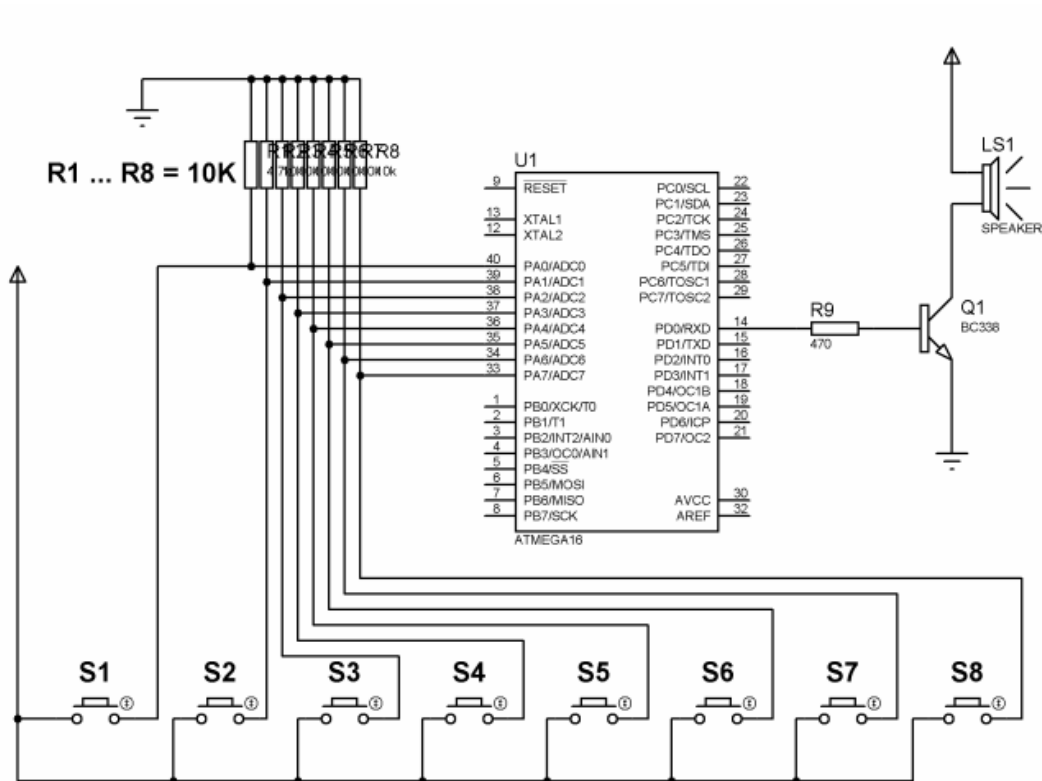 R1 ... R8 = 10K
R8
U1
9 RESET
13 XTAL1
12 XTAL2
40 PA0/ADC0
39 PA1/ADC1
38 PA2/ADC2
37 PA3/ADC3
36 PA4/ADC4
35 PA5/ADC5
34 PA6/ADC6
33 PA7/ADC7
1 PB0/XCK/T0
2 PB1/T1
3 PB2/INT2/AIN0
4 PB3/OC0/AIN1
5 PB4/SS
6 PB5/MOSI
7 PB6/MISO
8 PB7/SCK
PC0/SCL 22
PC1/SDA 23
PC2/TCK 24
PC3/TMS 25
PC4/TDO 26
PC5/TDI 27
PC6/TOSC1 28
PC7/TOSC2 29
PD0/RXD 14
PD1/TXD 15
PD2/INT0 16
PD3/INT1 17
PD4/OC1B 18
PD5/OC1A 19
PD6/ICP 20
PD7/OC2 21
AVCC 30
AREF 32
ATMEGA16
R9
470
LS1
SPEAKER
Q1
BC338
S1 S2 S3 S4 S5 S6 S7 S8